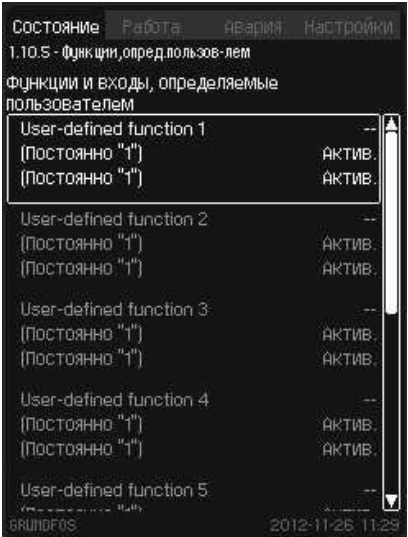 Состояние Работа Авария Настройки
1.10.5 - Функции,опред.пользов-лем
Функции и входы, определяемые
пользователем
User-defined function 1 --
(Постоянно "1") Актив.
(Постоянно "1") Актив.
User-defined function 2 --
(Постоянно "1") Актив.
(Постоянно "1") Актив.
User-defined function 3 --
(Постоянно "1") Актив.
(Постоянно "1") Актив.
User-defined function 4 --
(Постоянно "1") Актив.
(Постоянно "1") Актив.
User-defined function 5 --
GRUNDFOS 2012-11-26 11:29